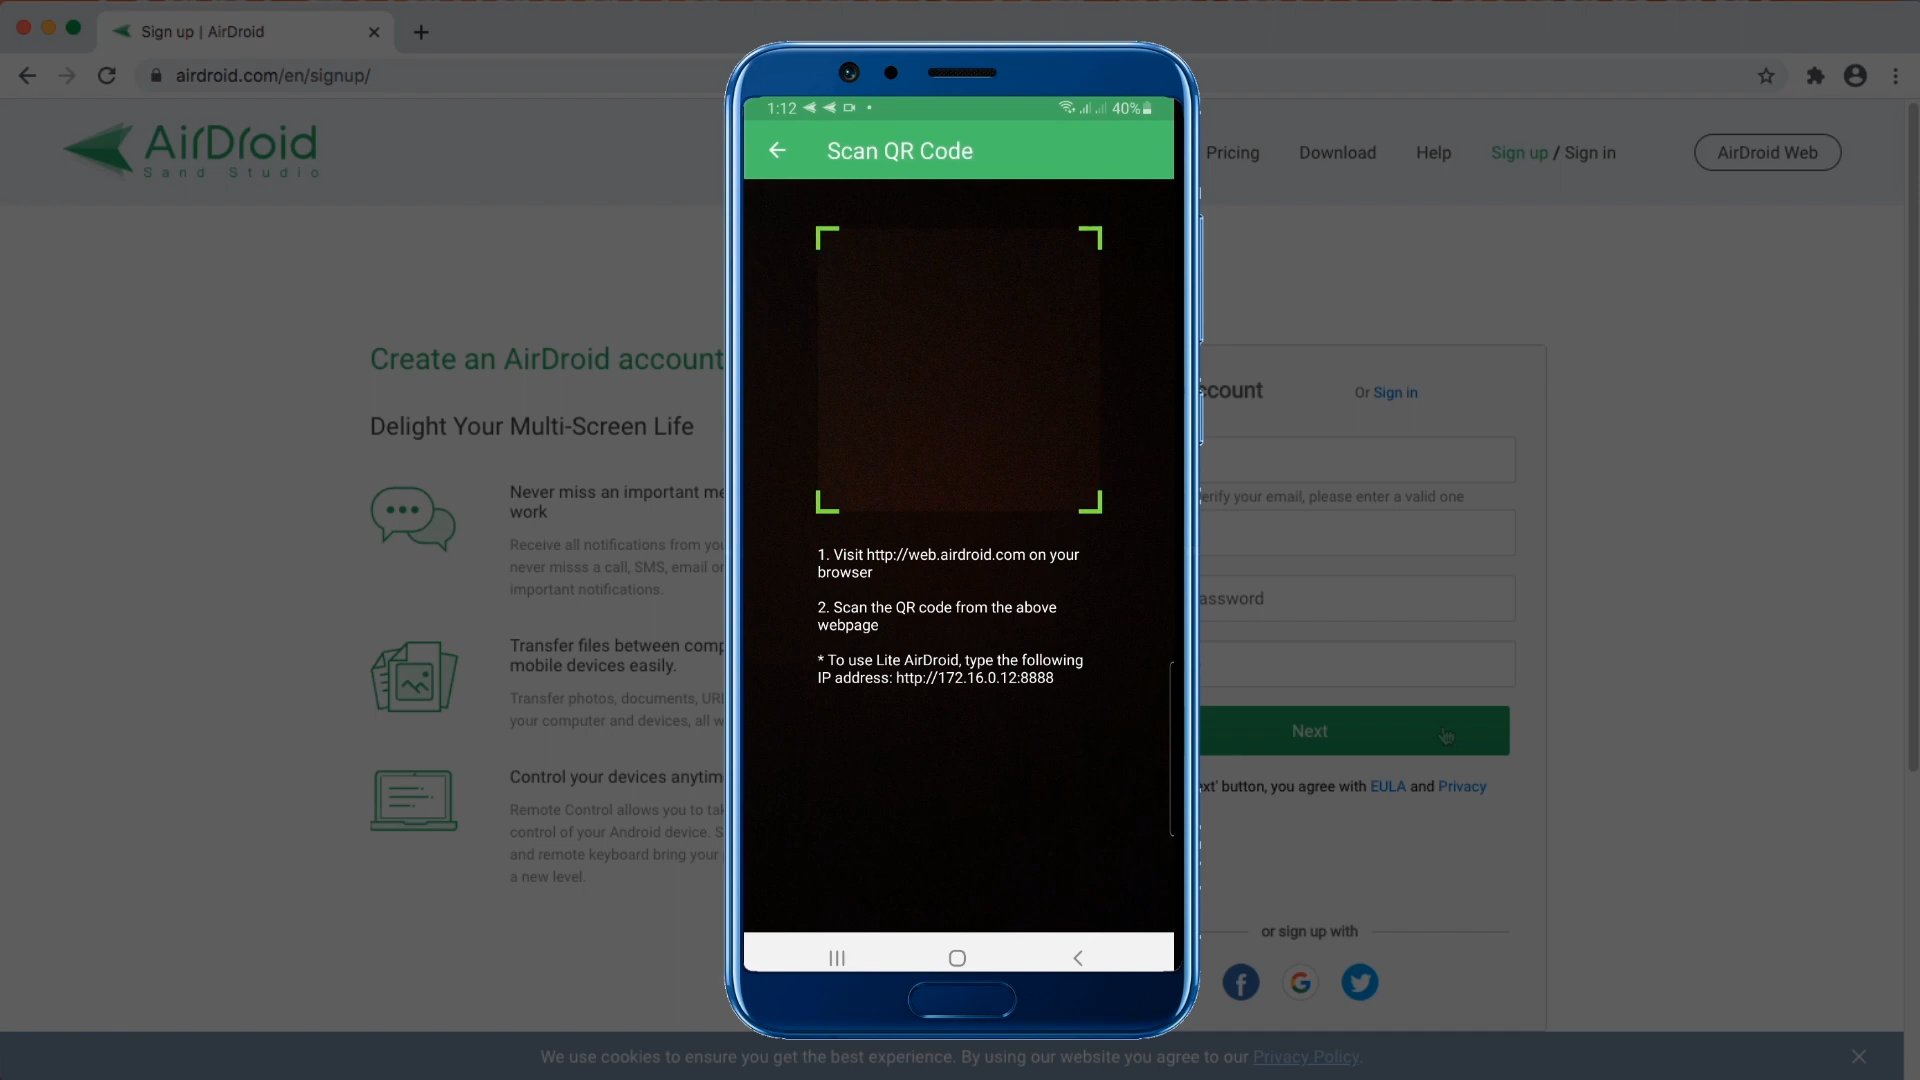 Sign up | AirDroid
airdroid.com/en/signup/
AirDroid
Sand Studio
Pricing
Download
Help
Sign up / Sign in
AirDroid Web
1:12
40%
Scan QR Code
1. Visit http://web.airdroid.com on your
browser
2. Scan the QR code from the above
webpage
* To use Lite AirDroid, type the following
IP address: http://172.16.0.12:8888
Create an AirDroid account
Delight Your Multi-Screen Life
Never miss an important me
work
Receive all notifications from you
never misss a call, SMS, email or
important notifications.
Transfer files between comp
mobile devices easily.
Transfer photos, documents, URL
your computer and devices, all w
Control your devices anytim
Remote Control allows you to tak
control of your Android device. S
and remote keyboard bring your
a new level.
ccount
Or Sign in
erify your email, please enter a valid one
assword
Next
xt' button, you agree with EULA and Privacy
or sign up with
We use cookies to ensure you get the best experience. By using our website you agree to our Privacy Policy.